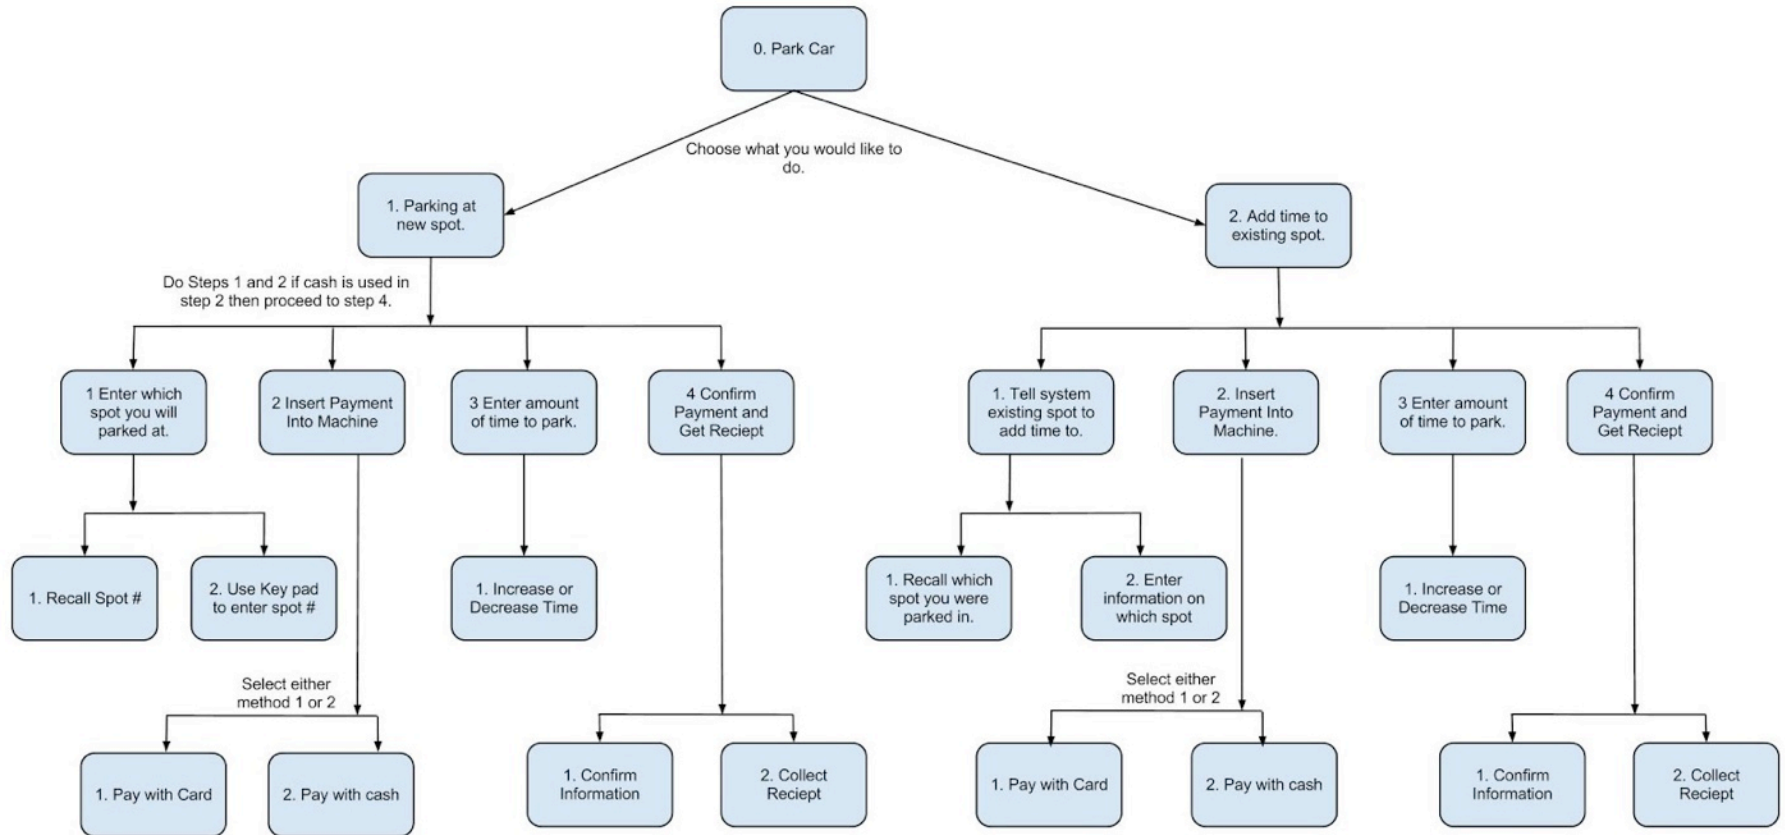 0. Park Car
Choose what you would like to
do.
1. Parking at
new spot.
2. Add time to
existing spot.
Do Steps 1 and 2 if cash is used in
step 2 then proceed to step 4.
1 Enter which
spot you will
parked at.
2 Insert Payment
Into Machine
3 Enter amount
of time to park.
4 Confirm
Payment and
Get Reciept
1. Tell system
existing spot to
add time to.
2. Insert
Payment Into
Machine.
3 Enter amount
of time to park.
4 Confirm
Payment and
Get Reciept
1. Recall Spot #
2. Use Key pad
to enter spot #
1. Increase or
Decrease Time
1. Recall which
spot you were
parked in.
2. Enter
information on
which spot
1. Increase or
Decrease Time
Select either
method 1 or 2
Select either
method 1 or 2
1. Pay with Card
2. Pay with cash
1. Confirm
Information
2. Collect
Reciept
1. Pay with Card
2. Pay with cash
1. Confirm
Information
2. Collect
Reciept